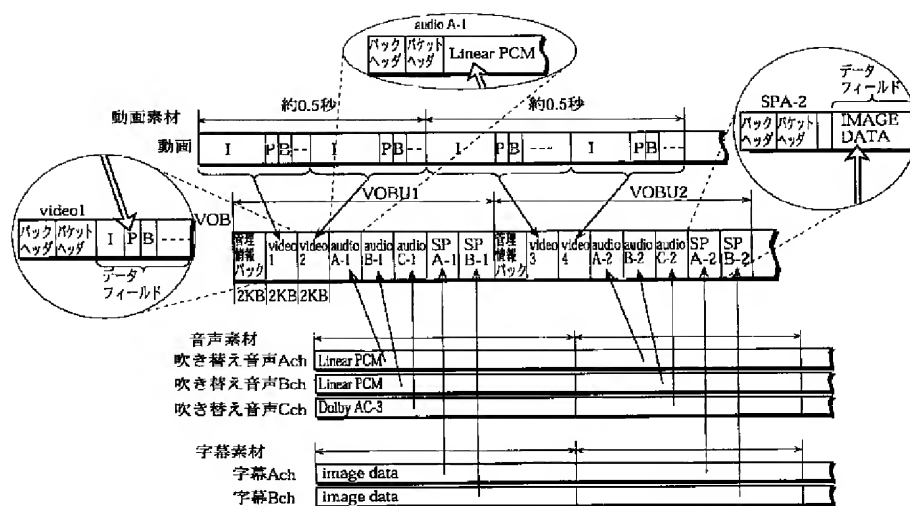 audio A-1
パック ヘッダ
パケット ヘッダ
Linear PCM
約0.5秒
約0.5秒
動画素材
動画
I
P
B
---
I
P
B
---
I
P
B
----
I
P
B
---
SPA-2
データ
フィールド
パック ヘッダ
パケット ヘッダ
IMAGE
DATA
VOBU1
VOBU2
VOB
video1
パック ヘッダ
パケット ヘッダ
I
P
B
----
データ
フィールド
管理 情報 パック
video 1
video 2
audio A-1
audio B-1
audio C-1
SP A-1
SP B-1
管理 情報 パック
video 3
video 4
audio A-2
audio B-2
audio C-2
SP A-2
SP B-2
2KB
2KB
2KB
音声素材
吹き替え音声Ach
Linear PCM
吹き替え音声Bch
Linear PCM
吹き替え音声Cch
Dolby AC-3
字幕素材
字幕Ach
image data
字幕Bch
image data